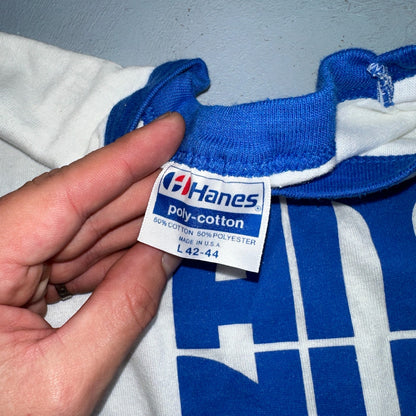 Hanes®
poly-cotton
50% COTTON 50% POLYESTER
MADE IN U.S.A.
L 42-44